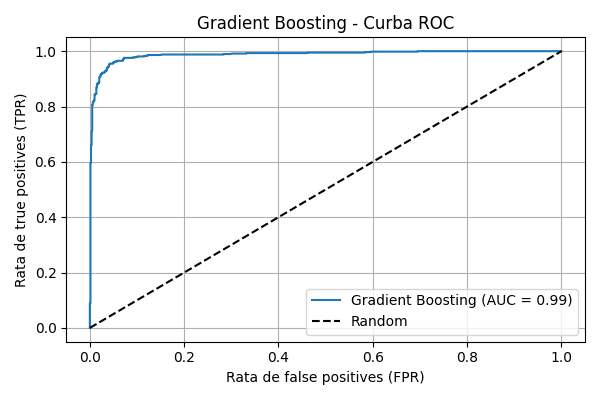 Gradient Boosting - Curba ROC
Rata de true positives (TPR)
1.0
0.8
0.6
0.4
0.2
0.0
Gradient Boosting (AUC = 0.99)
Random
0.0 0.2 0.4 0.6 0.8 1.0
Rata de false positives (FPR)